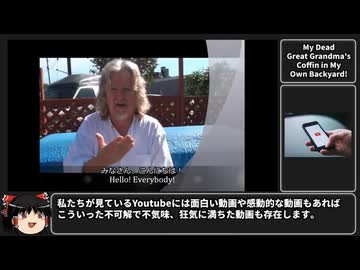 My Dead
Great Grandma's
Coffin in My
Own Backyard!
みなさん、こんにちは！
Hello! Everybody!
私たちが見ているYoutubeには面白い動画や感動的な動画もあれば
こういった不可解で不気味、狂気に満ちた動画も存在します。